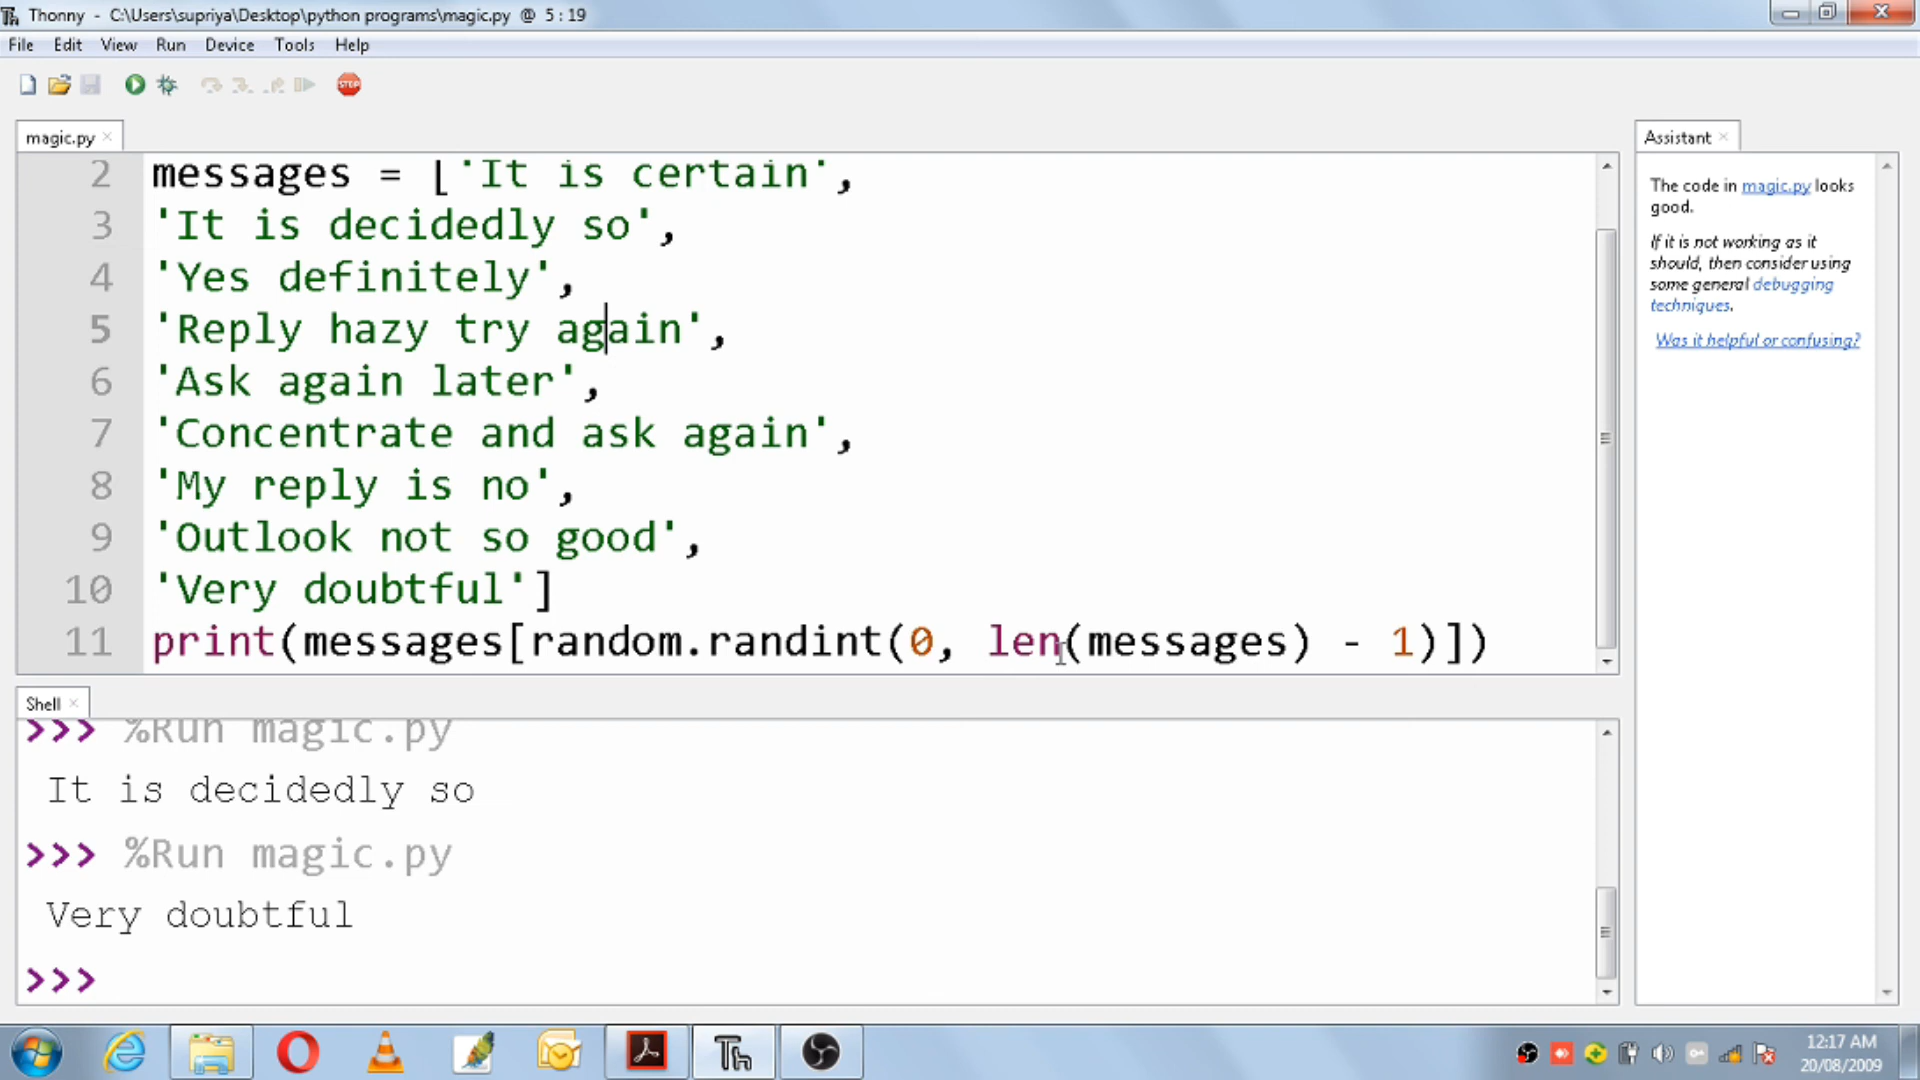 Thonny - C:\Users\supriya\Desktop\python programs\magic.py @ 5 : 19
File Edit View Run Device Tools Help
STOP
magic.py
2 messages = ['It is certain',
3 'It is decidedly so',
4 'Yes definitely',
5 'Reply hazy try again',
6 'Ask again later',
7 'Concentrate and ask again',
8 'My reply is no',
9 'Outlook not so good',
10 'Very doubtful']
11 print(messages[random.randint(0, len(messages) - 1)])
Shell
>>> %Run magic.py
It is decidedly so
>>> %Run magic.py
Very doubtful
>>>
Assistant
The code in magic.py looks
good.
If it is not working as it
should, then consider using
some general debugging
techniques.
Was it helpful or confusing?
Th
12:17 AM
20/08/2009